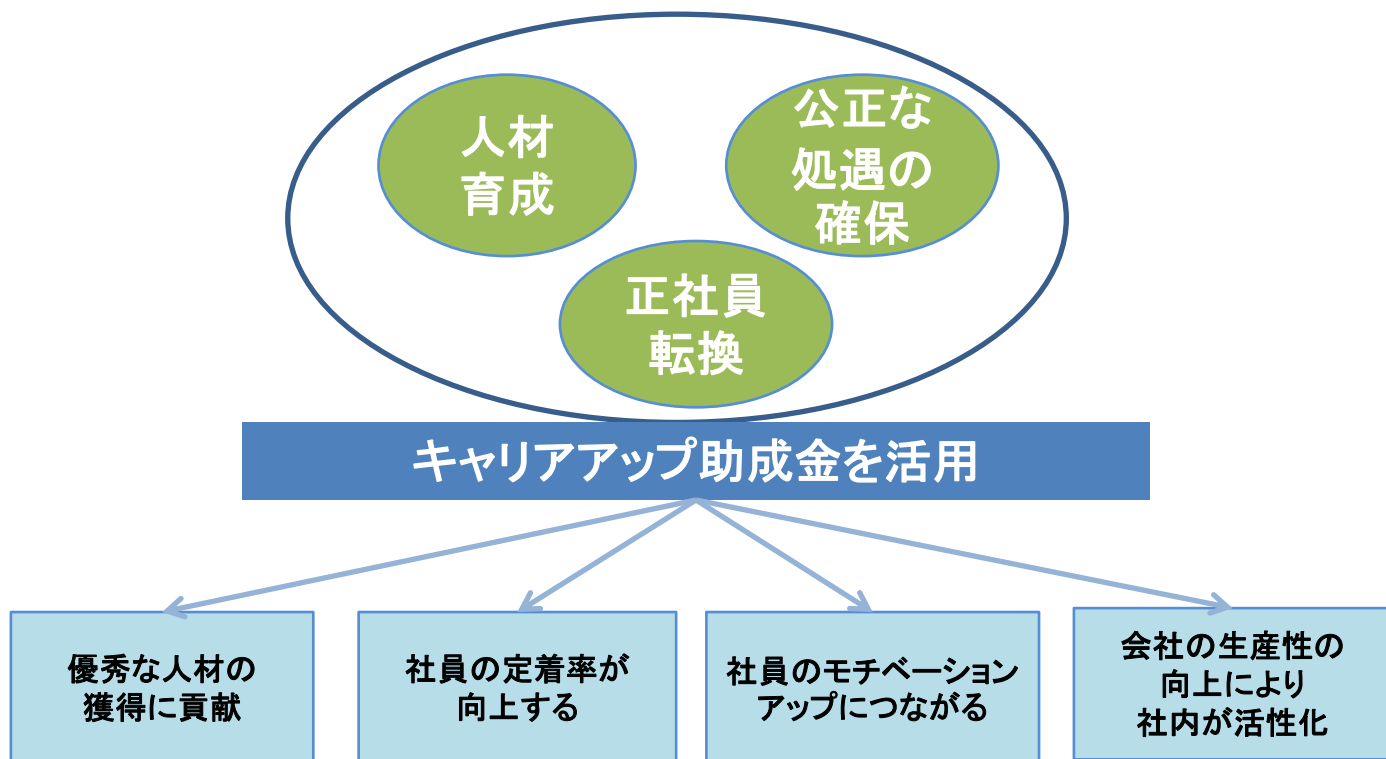 人材
育成
公正な
処遇の
確保
正社員
転換
キャリアアップ助成金を活用
優秀な人材の
獲得に貢献
社員の定着率が
向上する
社員のモチベーション
アップにつながる
会社の生産性の
向上により
社内が活性化